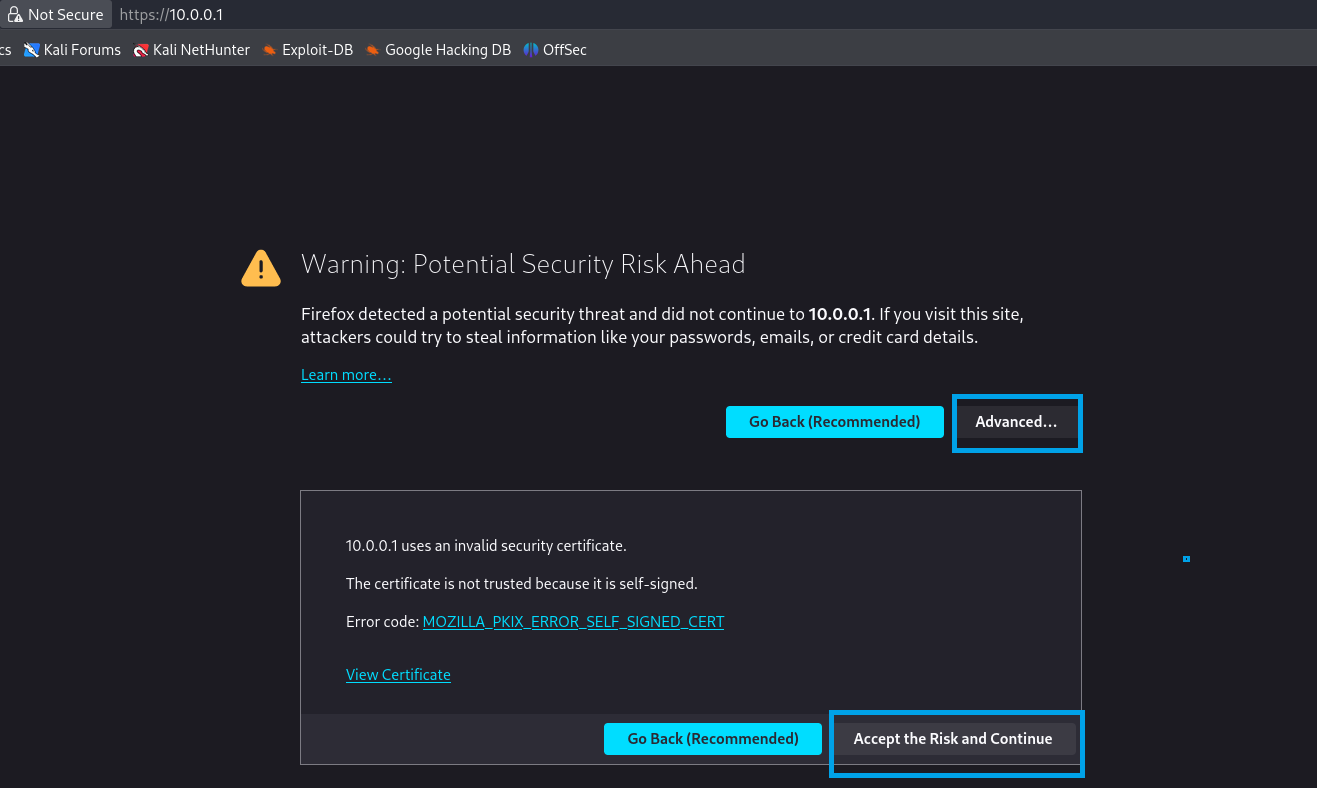 Not Secure https://10.0.0.1
cs Kali Forums Kali NetHunter Exploit-DB Google Hacking DB OffSec
Warning: Potential Security Risk Ahead
Firefox detected a potential security threat and did not continue to 10.0.0.1. If you visit this site,
attackers could try to steal information like your passwords, emails, or credit card details.
Learn more…
Go Back (Recommended) Advanced…
10.0.0.1 uses an invalid security certificate.
The certificate is not trusted because it is self-signed.
Error code: MOZILLA_PKIX_ERROR_SELF_SIGNED_CERT
View Certificate
Go Back (Recommended) Accept the Risk and Continue